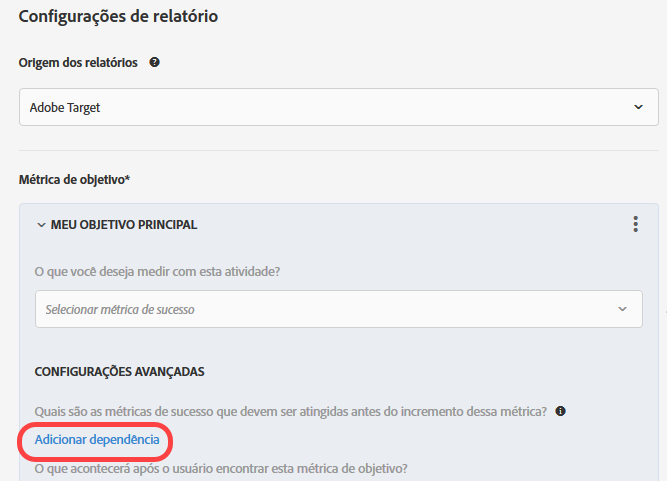 Configurações de relatório
Origem dos relatórios
Adobe Target
Métrica de objetivo*
MEU OBJETIVO PRINCIPAL
O que você deseja medir com esta atividade?
Selecionar métrica de sucesso
CONFIGURAÇÕES AVANÇADAS
Quais são as métricas de sucesso que devem ser atingidas antes do incremento dessa métrica?
Adicionar dependência
O que acontecerá após o usuário encontrar esta métrica de objetivo?